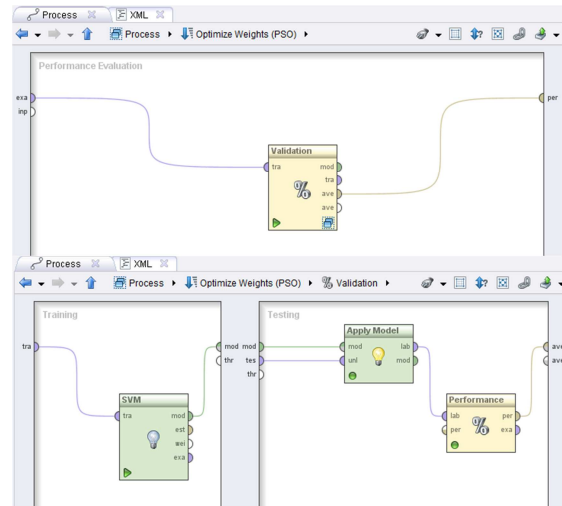 Process XML
Process Optimize Weights (PSO)
Performance Evaluation
exa
inp
per
Validation
tra mod
tra
ave
ave
Process XML
Process Optimize Weights (PSO) Validation
Training
tra
mod
thr
SVM
tra mod
est
wei
exa
Testing
mod
tes
thr
ave
ave
Apply Model
mod lab
unl mod
Performance
lab per
per exa